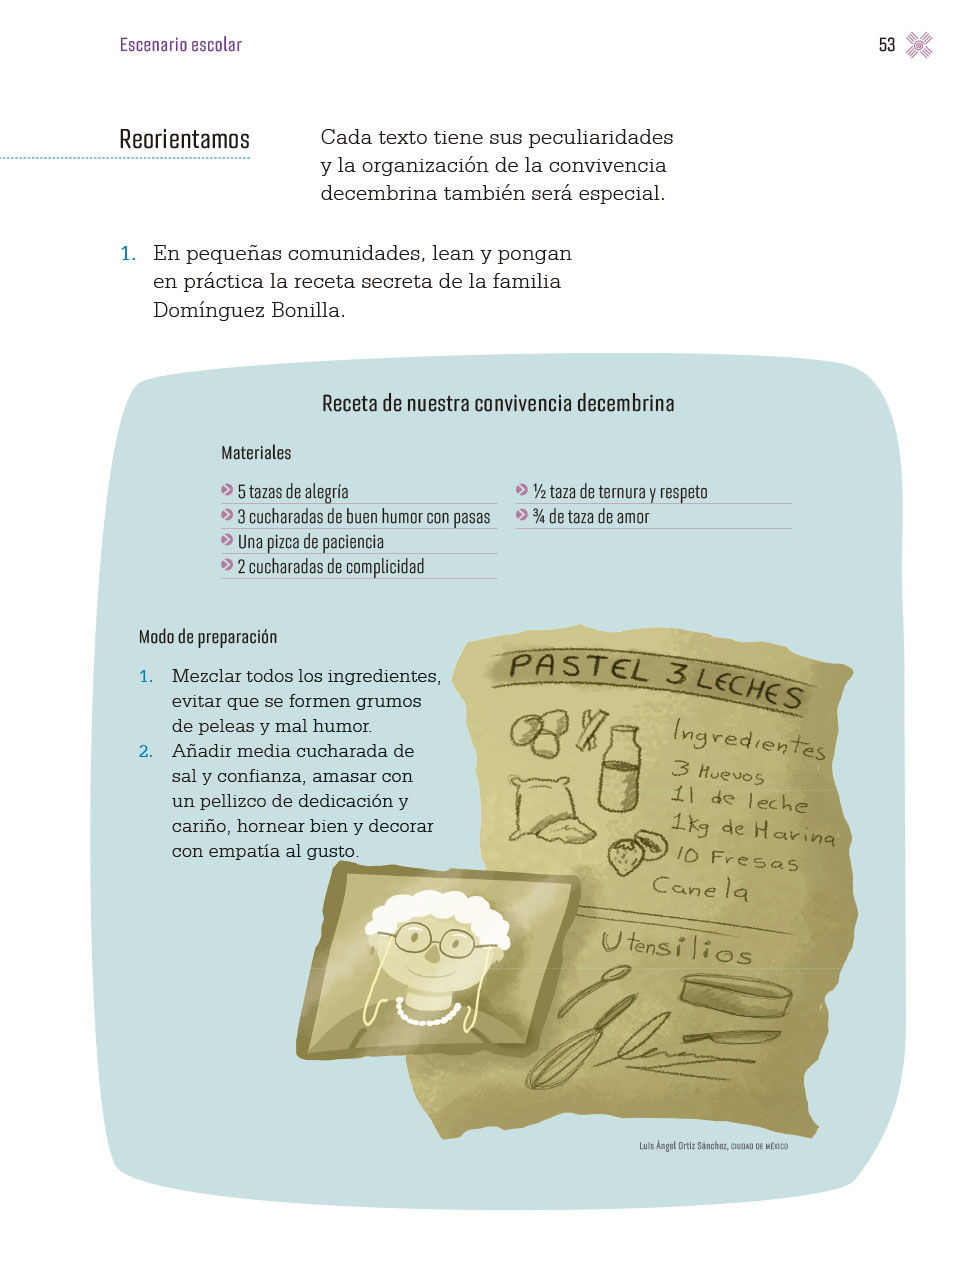 Escenario escolar
53
Reorientamos
Cada texto tiene sus peculiaridades
y la organización de la convivencia
decembrina también será especial.
1. En pequeñas comunidades, lean y pongan
en práctica la receta secreta de la familia
Domínguez Bonilla.
Receta de nuestra convivencia decembrina
Materiales
5 tazas de alegría
3 cucharadas de buen humor con pasas
Una pizca de paciencia
2 cucharadas de complicidad
½ taza de ternura y respeto
¾ de taza de amor
Modo de preparación
1. Mezclar todos los ingredientes,
evitar que se formen grumos
de peleas y mal humor.
2. Añadir media cucharada de
sal y confianza, amasar con
un pellizco de dedicación y
cariño, hornear bien y decorar
con empatía al gusto.
PASTEL 3 LECHES
Ingredientes
3 Huevos
1l de leche
1Kg de Harina
10 Fresas
Canela
Utensilios
Luis Ángel Ortiz Sánchez, CIUDAD DE MÉXICO